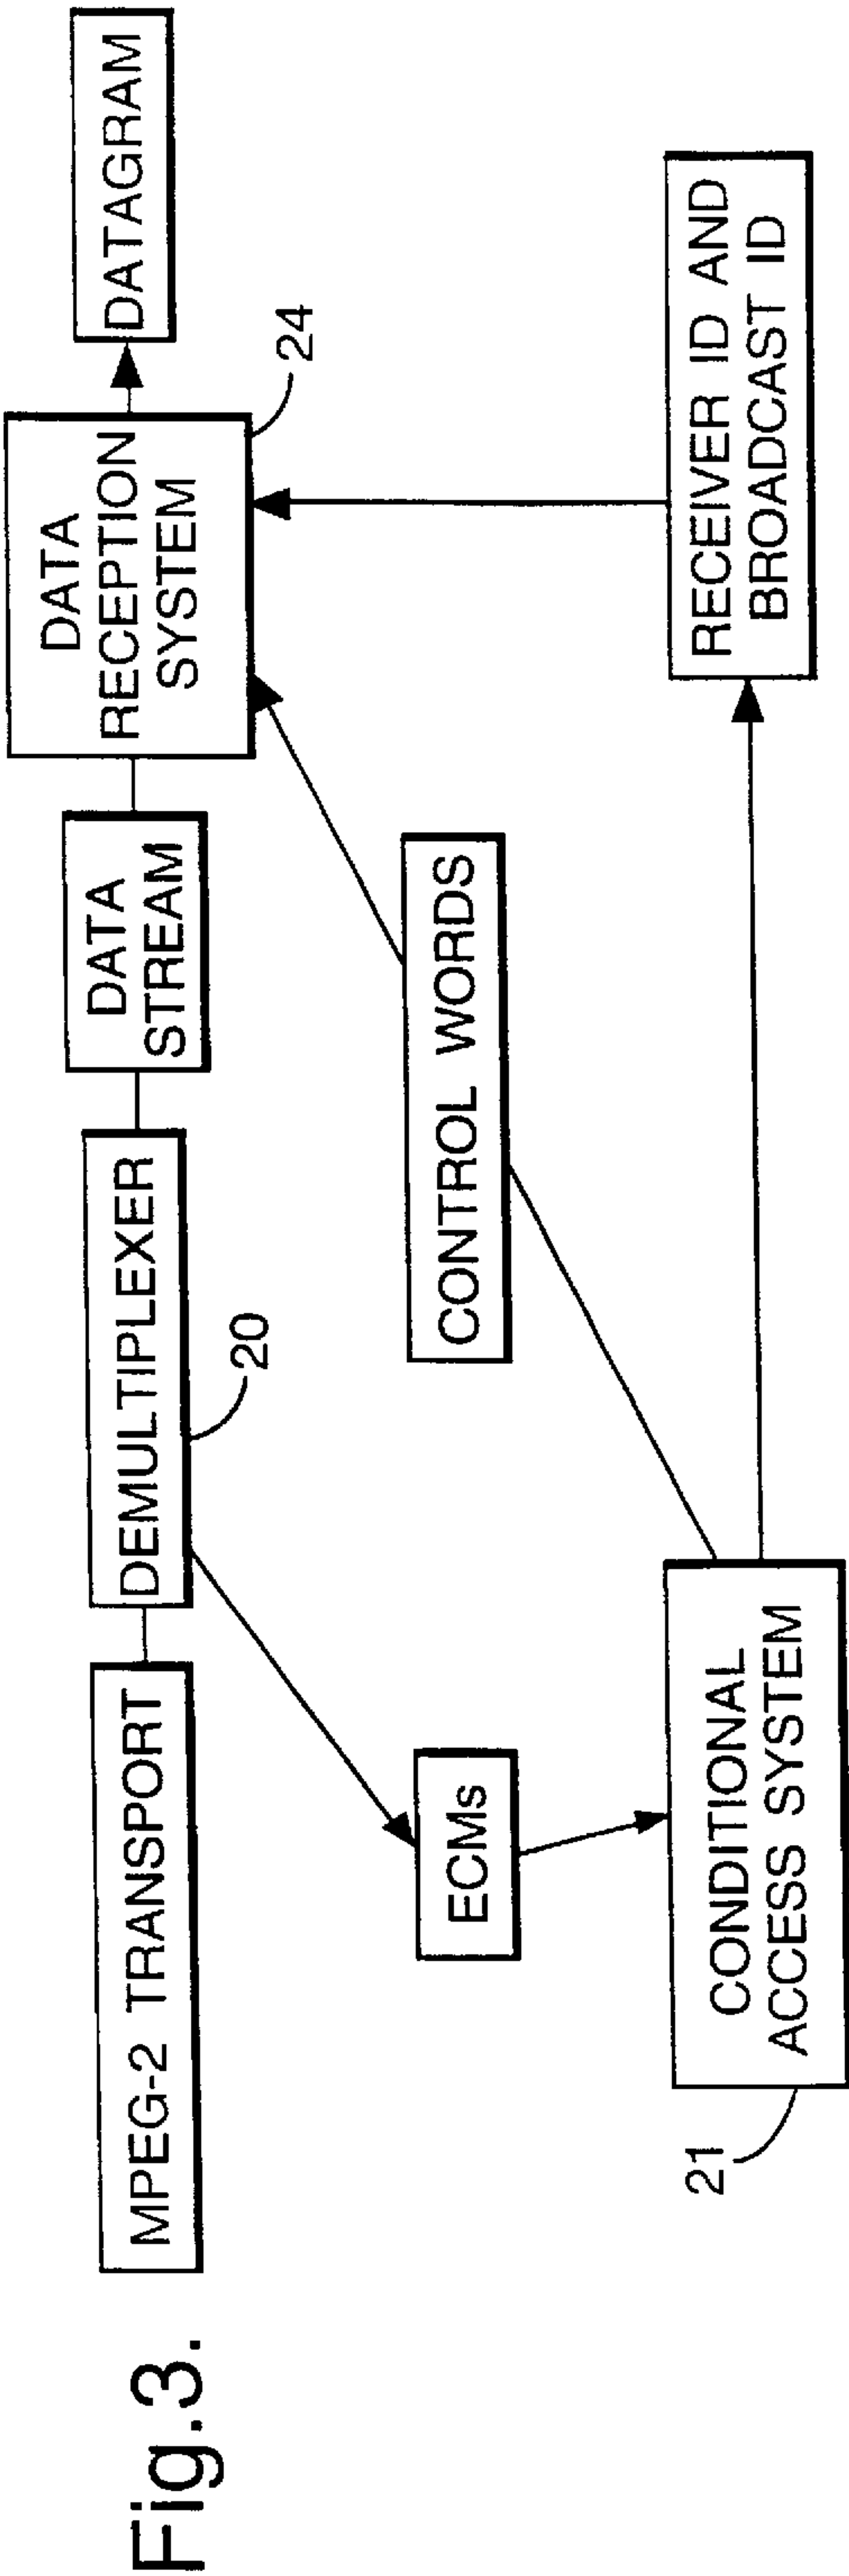 Fig.3.
MPEG-2 TRANSPORT
DEMULTIPLEXER
20
DATA
STREAM
DATA
RECEPTION
SYSTEM
24
DATAGRAM
ECMs
CONTROL WORDS
21
CONDITIONAL
ACCESS SYSTEM
RECEIVER ID AND
BROADCAST ID